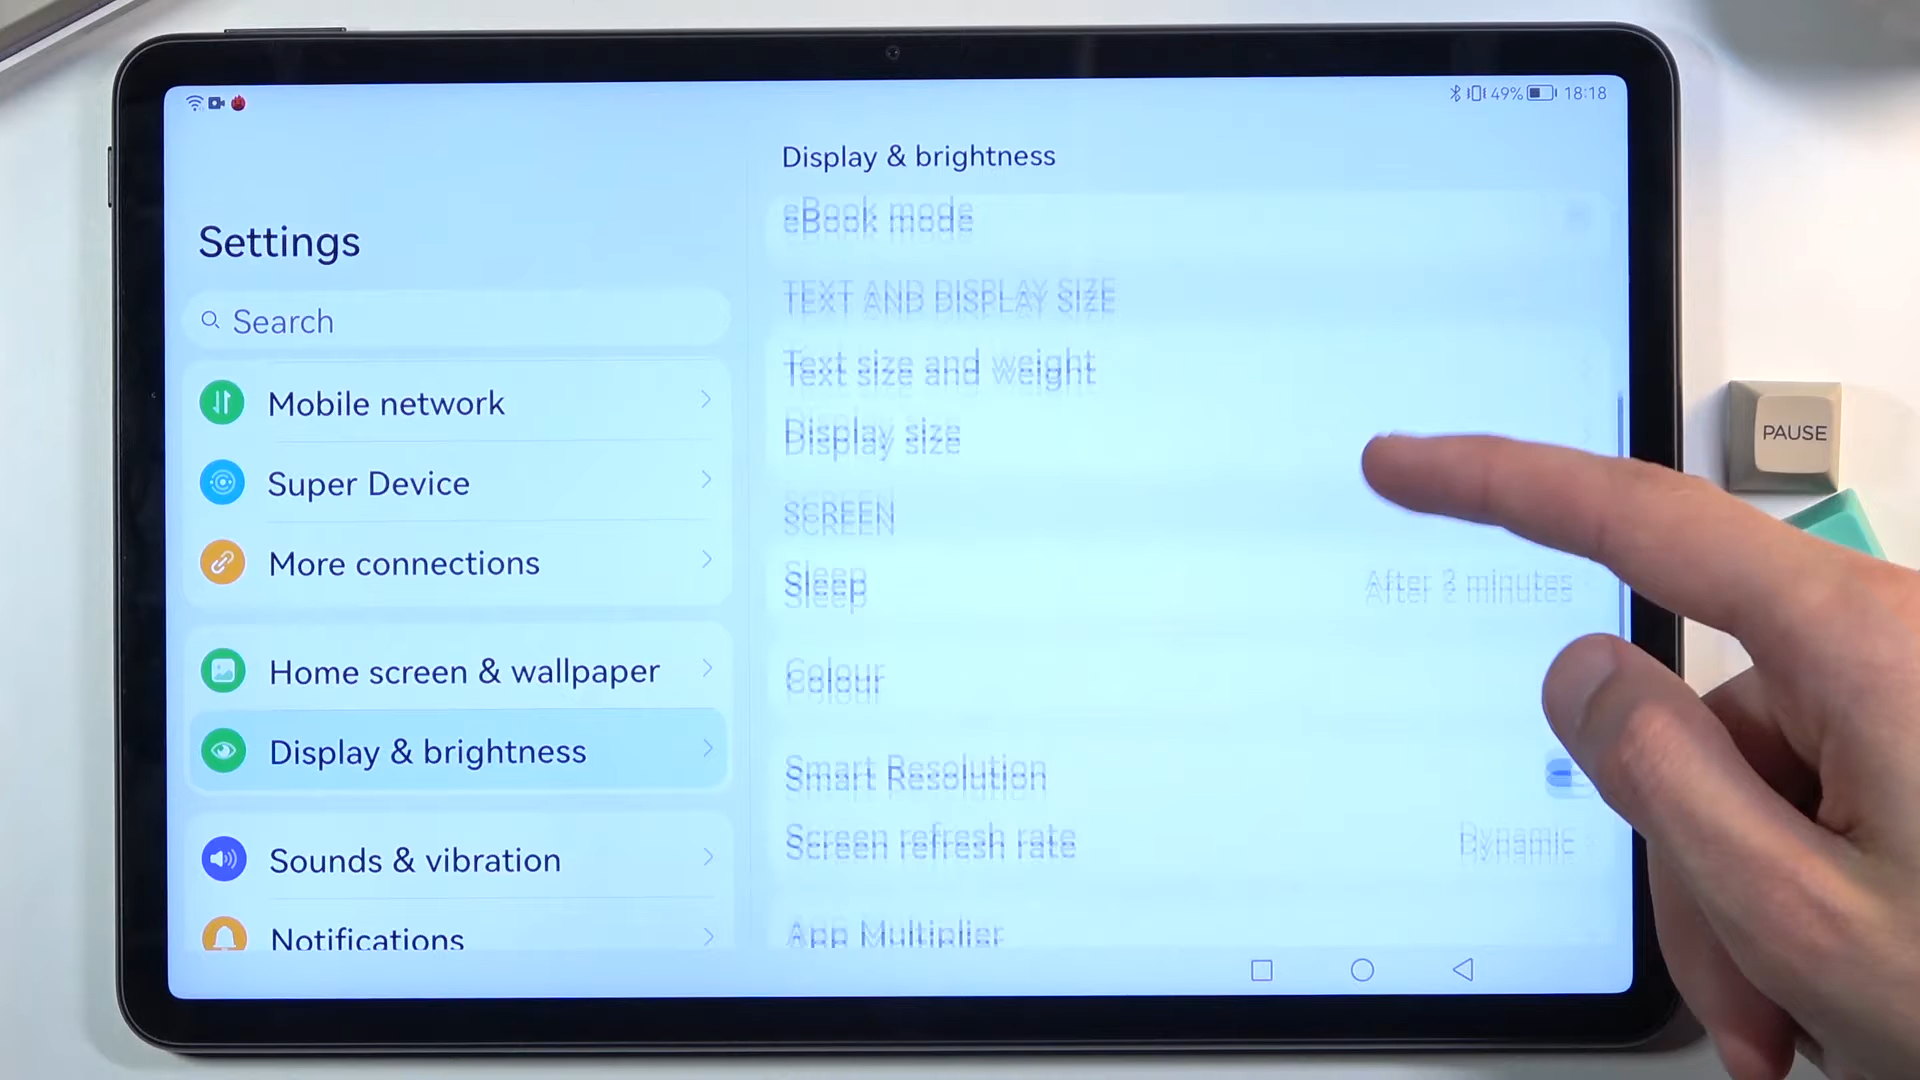 49% 18:18
Settings
Search
Mobile network
Super Device
More connections
Home screen & wallpaper
Display & brightness
Sounds & vibration
Notifications
Display & brightness
eBook mode
TEXT AND DISPLAY SIZE
Text size and weight
Display size
SCREEN
Sleep After 2 minutes
Colour
Smart Resolution
Screen refresh rate Dynamic
App Multiplier
PAUSE